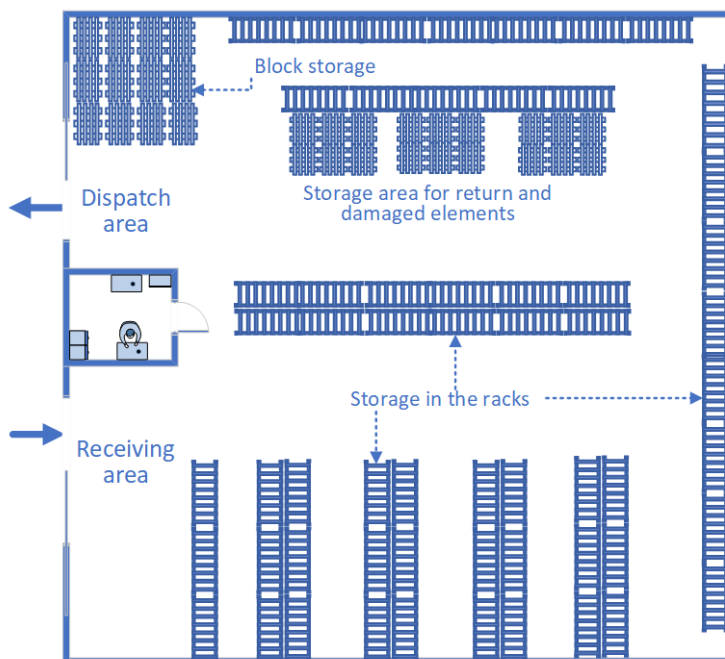 Block storage
Storage area for return and
damaged elements
Dispatch
area
Storage in the racks
Receiving
area